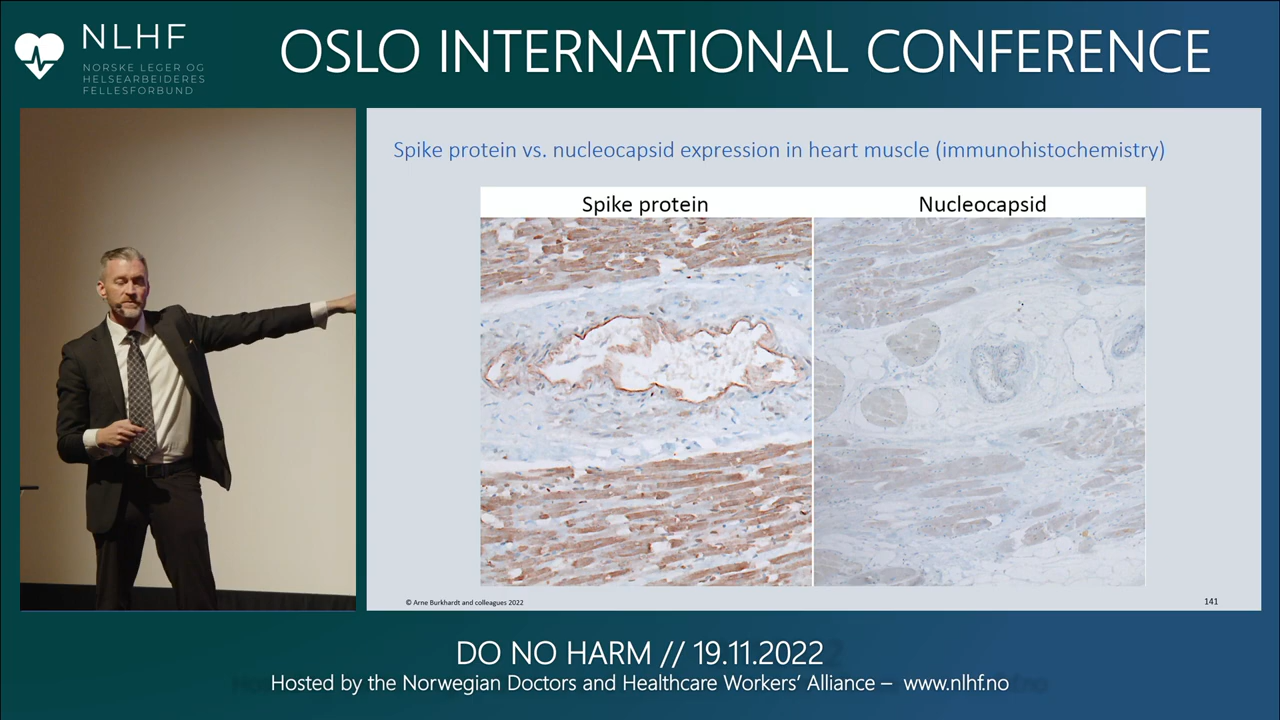 NLHF
NORSKE LEGER OG
HELSEARBEIDERES
FELLESFORBUND
OSLO INTERNATIONAL CONFERENCE
Spike protein vs. nucleocapsid expression in heart muscle (immunohistochemistry)
Spike protein
Nucleocapsid
© Arne Burkhardt and colleagues 2022
141
DO NO HARM // 19.11.2022
Hosted by the Norwegian Doctors and Healthcare Workers' Alliance – www.nlhf.no